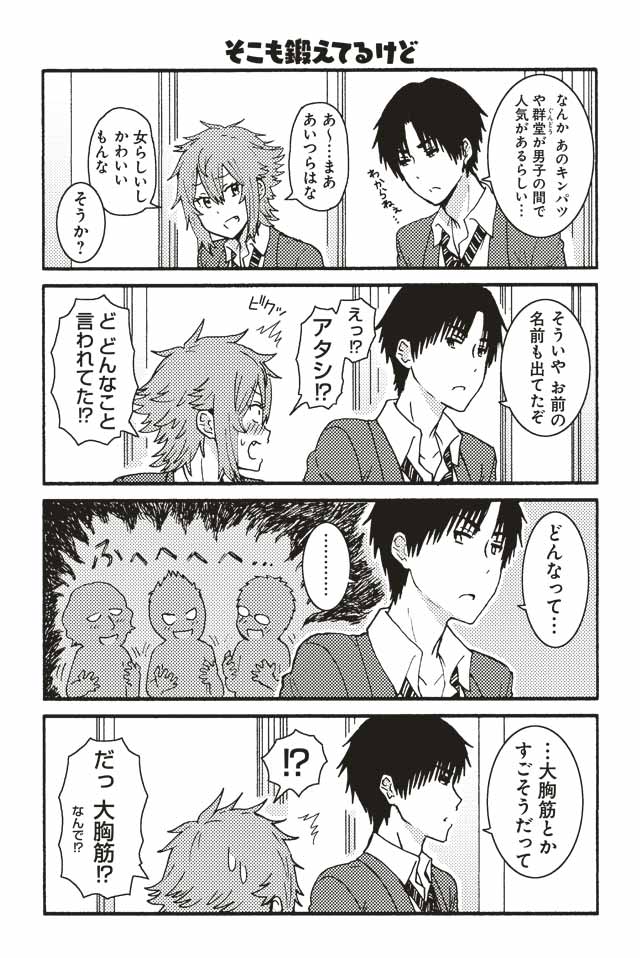 そこも鍛えてるけど
なんか あのキンパツ
や群堂が男子の間で
ぐんどう
人気があるらしい…
わからねぇ…
あ〜…まあ
あいつらはな
女らしいし
かわいい
もんな
そうか?
そういや お前の
名前も出てたぞ
えっ!?
アタシ!?
ビグッ
ど どんなこと
言われてた!?
どんなって…
…………
ふへへへへ…
…大胸筋とか
すごそうだって
!?
だっ 大胸筋!?
なんで!?